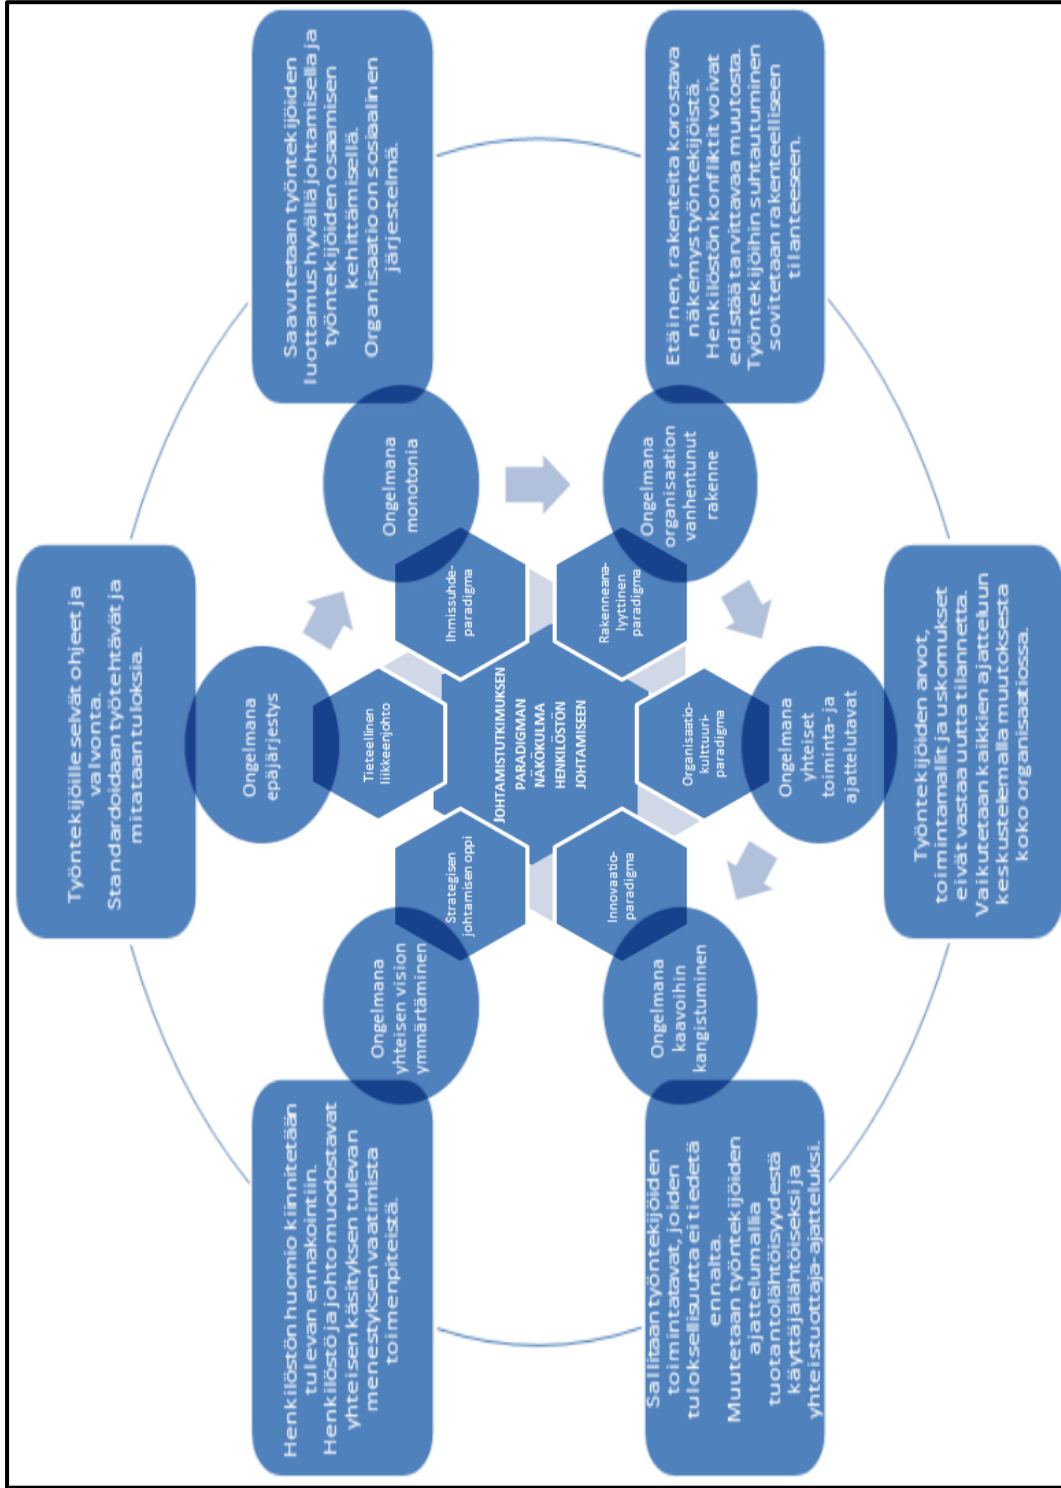 Työntekijöille selvät ohjeet ja
valvonta.
Standardoidaan työtehtävät ja
mitataan tuloksia.
Ongelmana
epäjärjestys
Tieteellinen
liikkeenjohto
Saavutetaan työntekijöiden
luottamus hyvällä johtamisella ja
työntekijöiden osaamisen
kehittämisellä.
Organisaatio on sosiaalinen
järjestelmä.
Ongelmana
monotonia
Ihmissuhde-
paradigma
Etäinen, rakenteita korostava
näkemys työntekijöistä.
Henkilöstön konfliktit voivat
edistää tarvittavaa muutosta.
Työntekijöihin suhtautuminen
sovitetaan rakenteelliseen
tilanteeseen.
Ongelmana
organisaation
vanhentunut
rakenne
Rakenneana-
lyyttinen
paradigma
Työntekijöiden arvot,
toimintamallit ja uskomukset
eivät vastaa uutta tilannetta.
Vaikutetaan kaikkien ajatteluun
keskustelemalla muutoksesta
koko organisaatiossa.
Ongelmana
yhteiset
toiminta- ja
ajattelutavat
Organisaatio-
kulttuuri-
paradigma
Sallitaan työntekijöiden
toimintatavat, joiden
tuloksellisuutta ei tiedetä
ennalta.
Muutetaan työntekijöiden
ajattelumallia
tuotantolähtöisyydestä
käyttäjälähtöiseksi ja
yhteistuottaja-ajatteluksi.
Ongelmana
kaavoihin
kangistuminen
Innovaatio-
paradigma
Henkilöstön huomio kiinnitetään
tulevan ennakointiin.
Henkilöstö ja johto muodostavat
yhteisen käsityksen tulevan
menestyksen vaatimista
toimenpiteistä.
Ongelmana
yhteisen vision
ymmärtäminen
Strategisen
johtamisen oppi
JOHTAMISTUTKIMUKSEN
PARADIGMAN
NÄKÖKULMA
HENKILÖSTÖN
JOHTAMISEEN